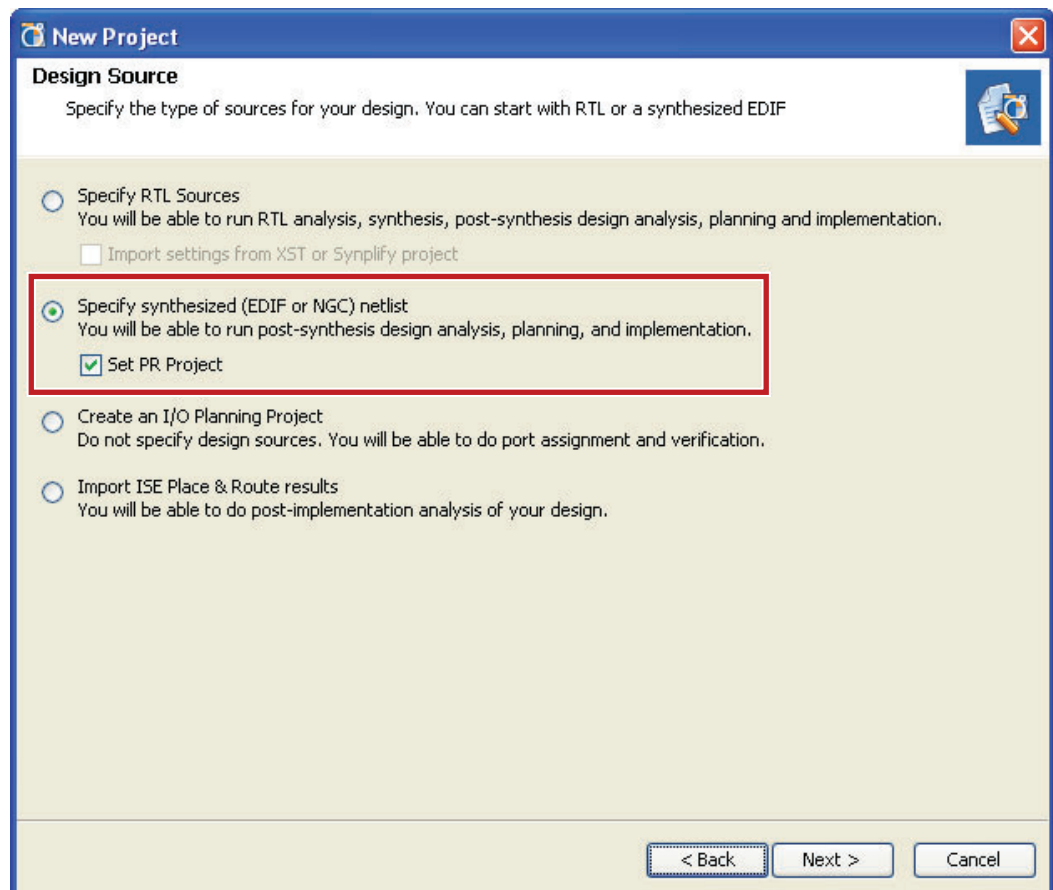 New Project
Design Source
Specify the type of sources for your design. You can start with RTL or a synthesized EDIF
Specify RTL Sources
You will be able to run RTL analysis, synthesis, post-synthesis design analysis, planning and implementation.
Import settings from XST or Synplify project
Specify synthesized (EDIF or NGC) netlist
You will be able to run post-synthesis design analysis, planning, and implementation.
Set PR Project
Create an I/O Planning Project
Do not specify design sources. You will be able to do port assignment and verification.
Import ISE Place & Route results
You will be able to do post-implementation analysis of your design.
< Back Next > Cancel